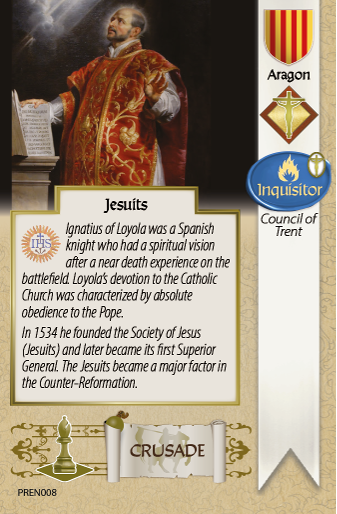 Aragon
Inquisitor
Council of
Trent
Jesuits
IHS
Ignatius of Loyola was a Spanish
knight who had a spiritual vision
after a near death experience on the
battlefield. Loyola's devotion to the Catholic
Church was characterized by absolute
obedience to the Pope.
In 1534 he founded the Society of Jesus
(Jesuits) and later became its first Superior
General. The Jesuits became a major factor in
the Counter-Reformation.
CRUSADE
PREN008